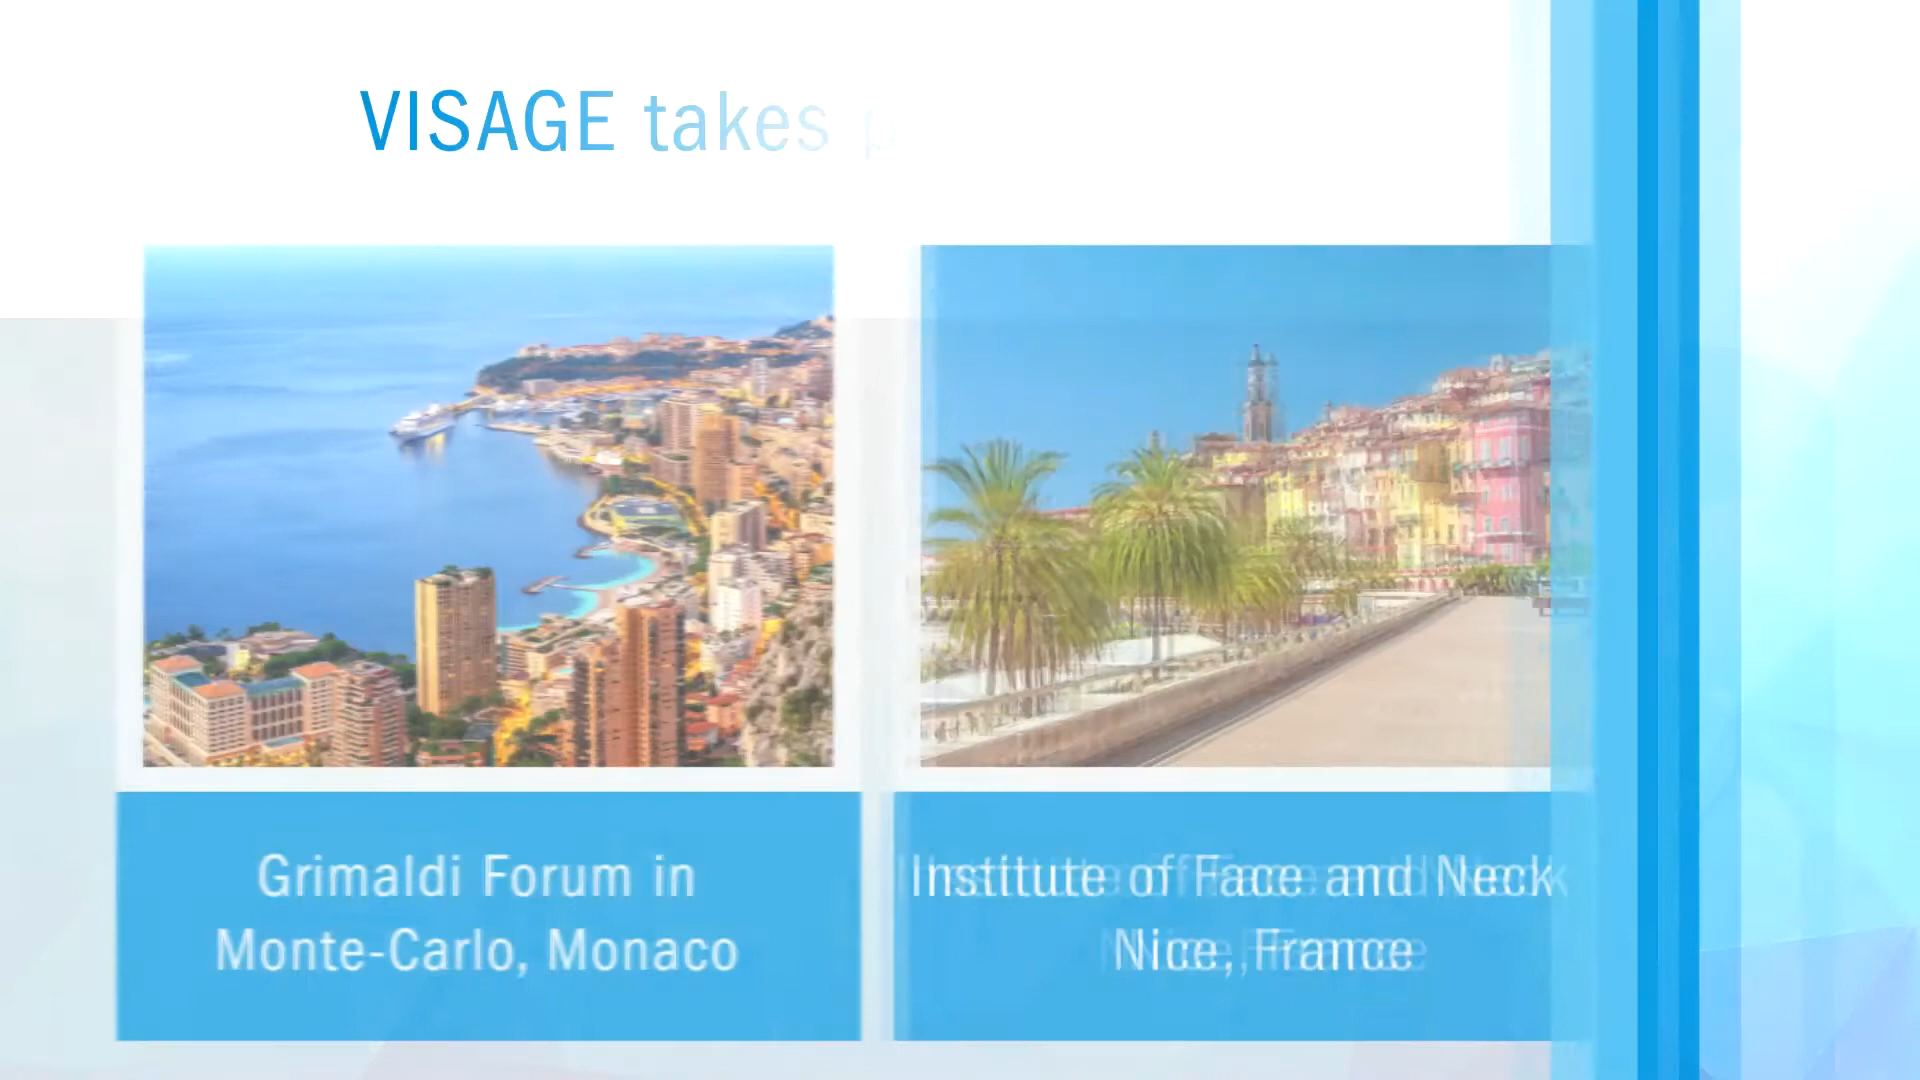 VISAGE takes p
Grimaldi Forum in
Monte-Carlo, Monaco
Institute of Face and Neck
Nice, France